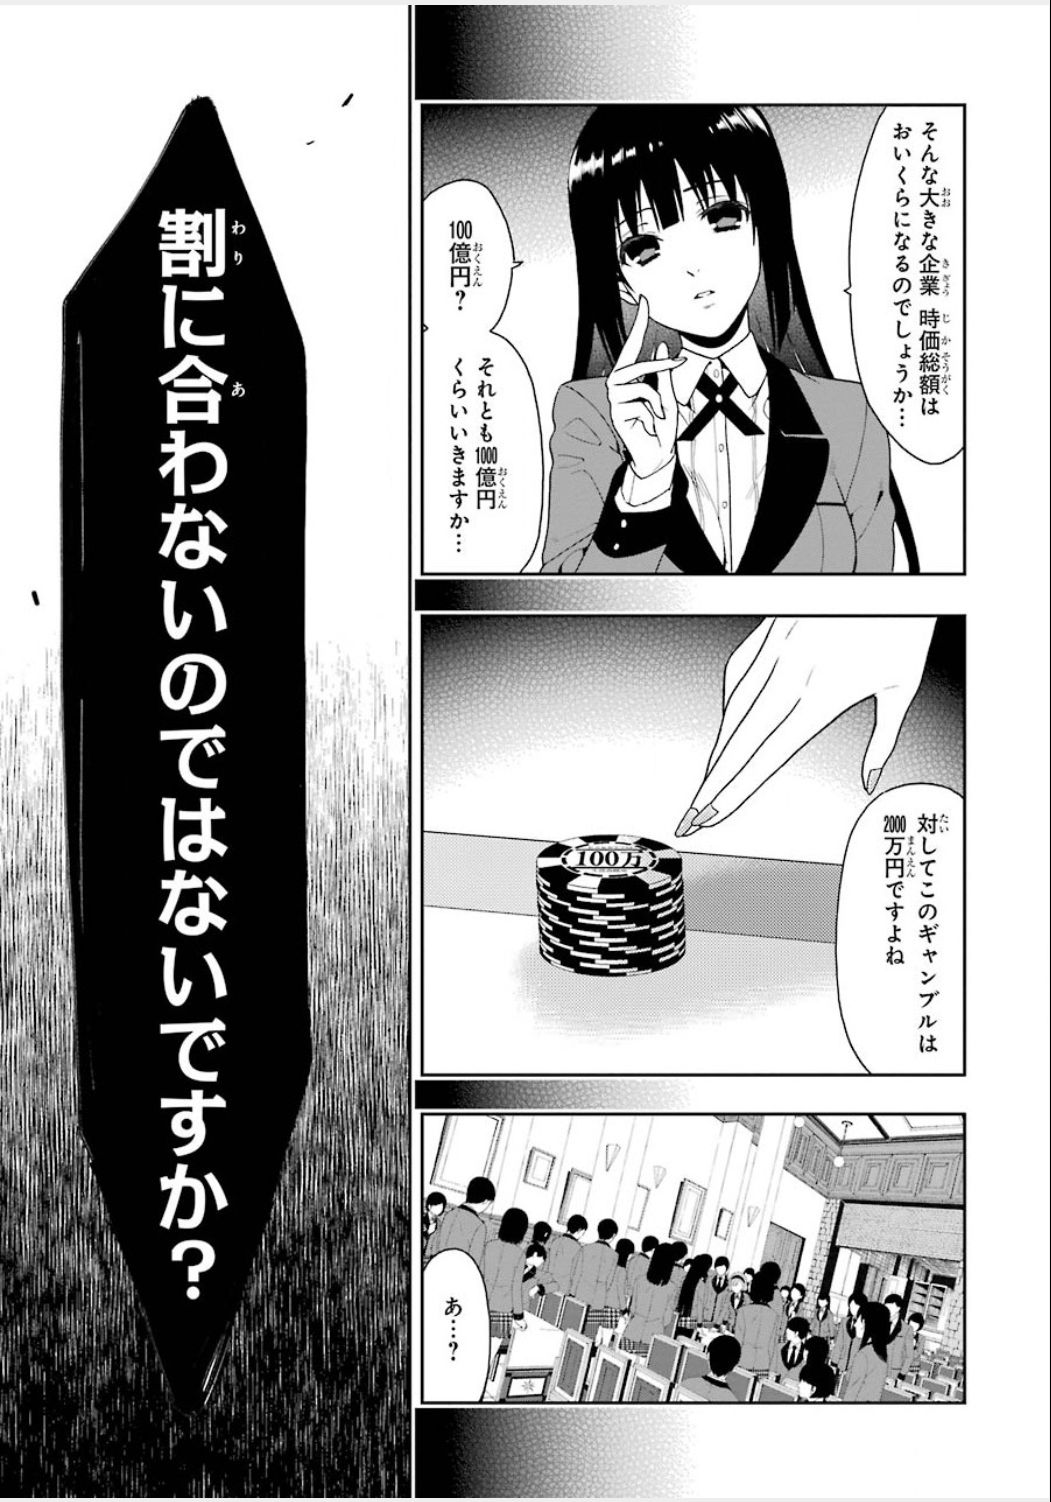 そんな大きな企業 時価総額は
おいくらになるのでしょうか…
100
億円?
それとも1000億円
くらいいきますか…
100万
対してこのギャンブルは
2000万円ですよね
あ…?
割に合わないのではないですか?